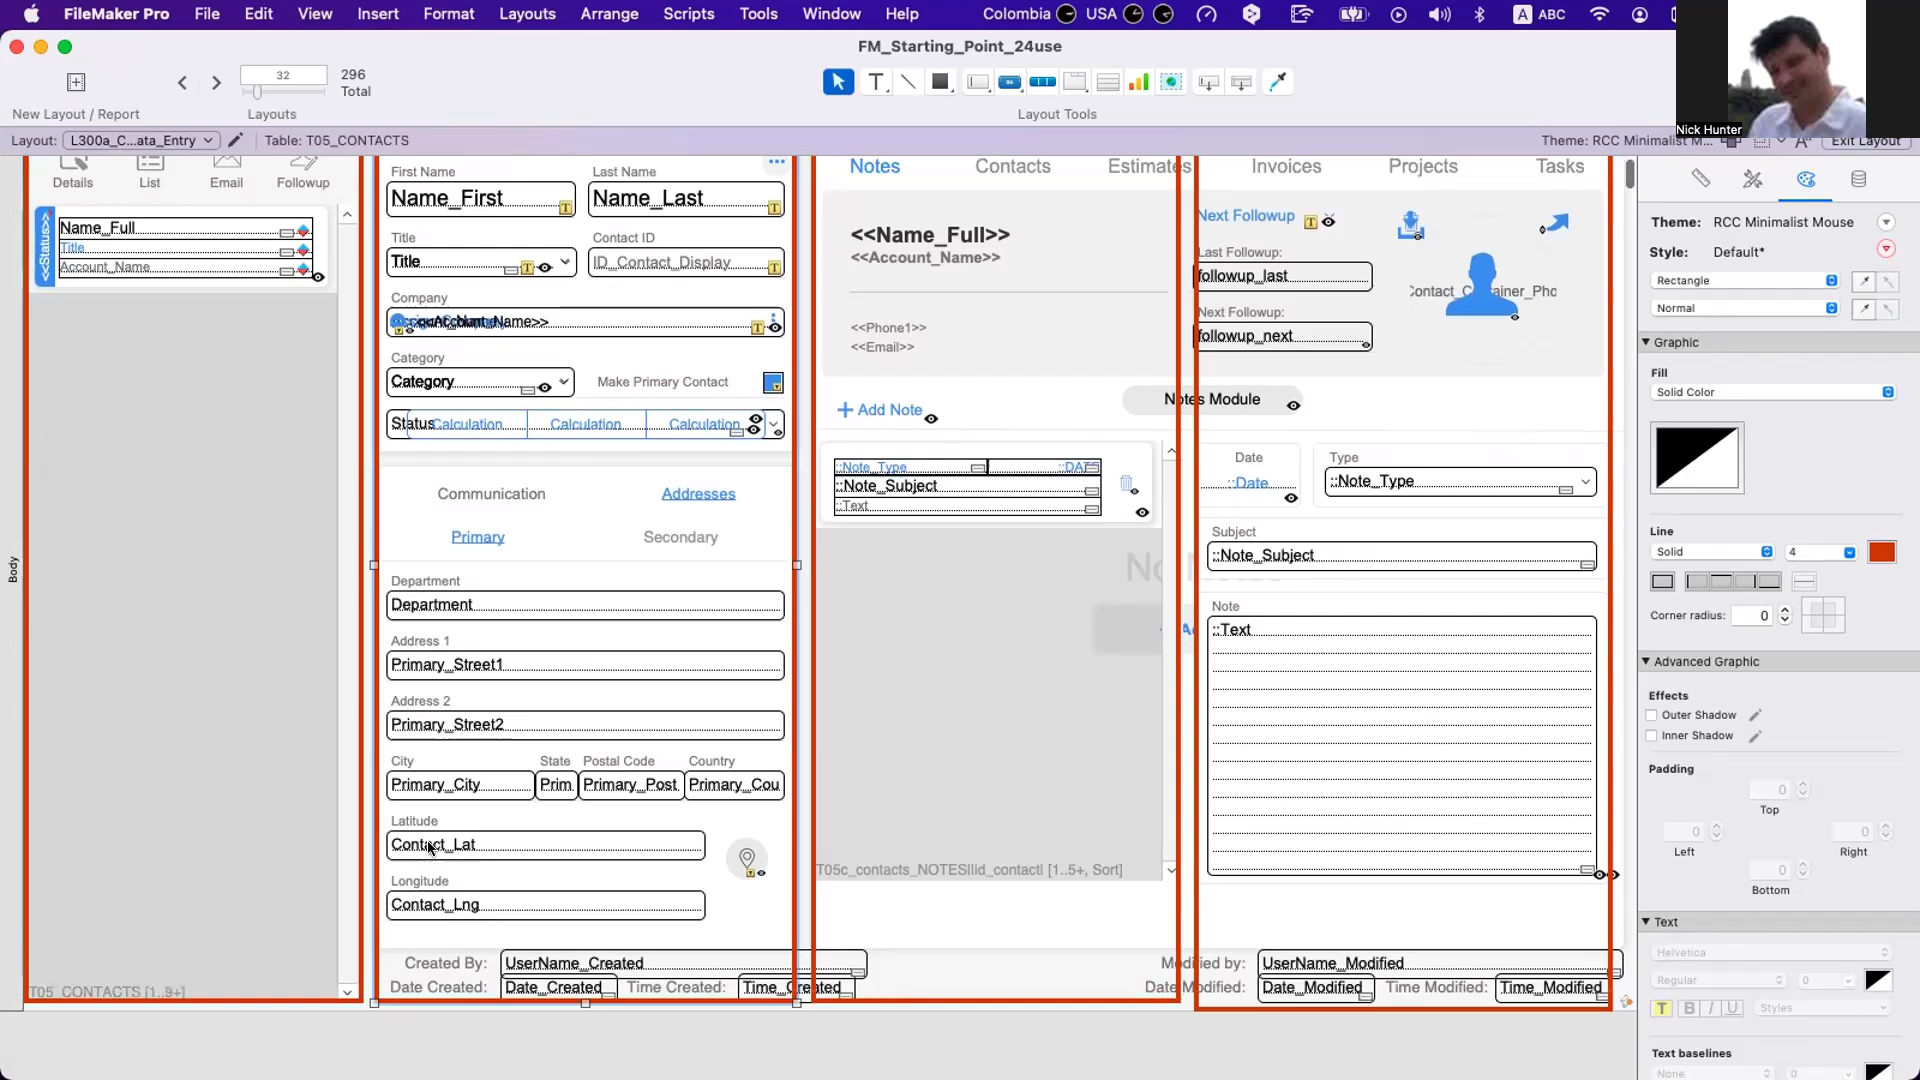 FileMaker Pro File Edit View Insert Format Layouts Arrange Scripts Tools Window Help Colombia USA A ABC
FM_Starting_Point_24use
32
296
Total
New Layout / Report
Layouts
Layout Tools
Nick Hunter
Layout: L300a_C...ata_Entry Table: T05_CONTACTS
Theme: RCC Minimalist M...
Exit Layout
Details
List
Email
Followup
<<Status>>
Name_Full
Title
Account_Name
T05_CONTACTS [1..9+]
Body
First Name
Last Name
Name_First
Name_Last
Title
Contact ID
Title
ID_Contact_Display
Company
<<Account_Name>>
Category
Category
Make Primary Contact
Status
Calculation
Calculation
Calculation
Communication
Addresses
Primary
Secondary
Department
Department
Address 1
Primary_Street1
Address 2
Primary_Street2
City
State
Postal Code
Country
Primary_City
Prim
Primary_Post
Primary_Cou
Latitude
Contact_Lat
Longitude
Contact_Lng
Created By:
UserName_Created
Date Created:
Date_Created
Time Created:
Time_Created
Notes
Contacts
Estimates
Invoices
Projects
Tasks
<<Name_Full>>
<<Account_Name>>
<<Phone1>>
<<Email>>
Next Followup
Last Followup:
followup_last
Next Followup:
followup_next
Notes Module
Add Note
::Note_Type
::DATE
::Note_Subject
::Text
T05c_contacts_NOTES||id_contact| [1..5+, Sort]
Date
::Date
Type
::Note_Type
Subject
::Note_Subject
Note
::Text
Modified by:
UserName_Modified
Date Modified:
Date_Modified
Time Modified:
Time_Modified
Theme: RCC Minimalist Mouse
Style: Default*
Rectangle
Normal
Graphic
Fill
Solid Color
Line
Solid
4
Corner radius: 0
Advanced Graphic
Effects
Outer Shadow
Inner Shadow
Padding
0
Top
0
Left
0
Right
0
Bottom
Text
Helvetica
Regular
0
T B I U Styles
Text baselines
None
0